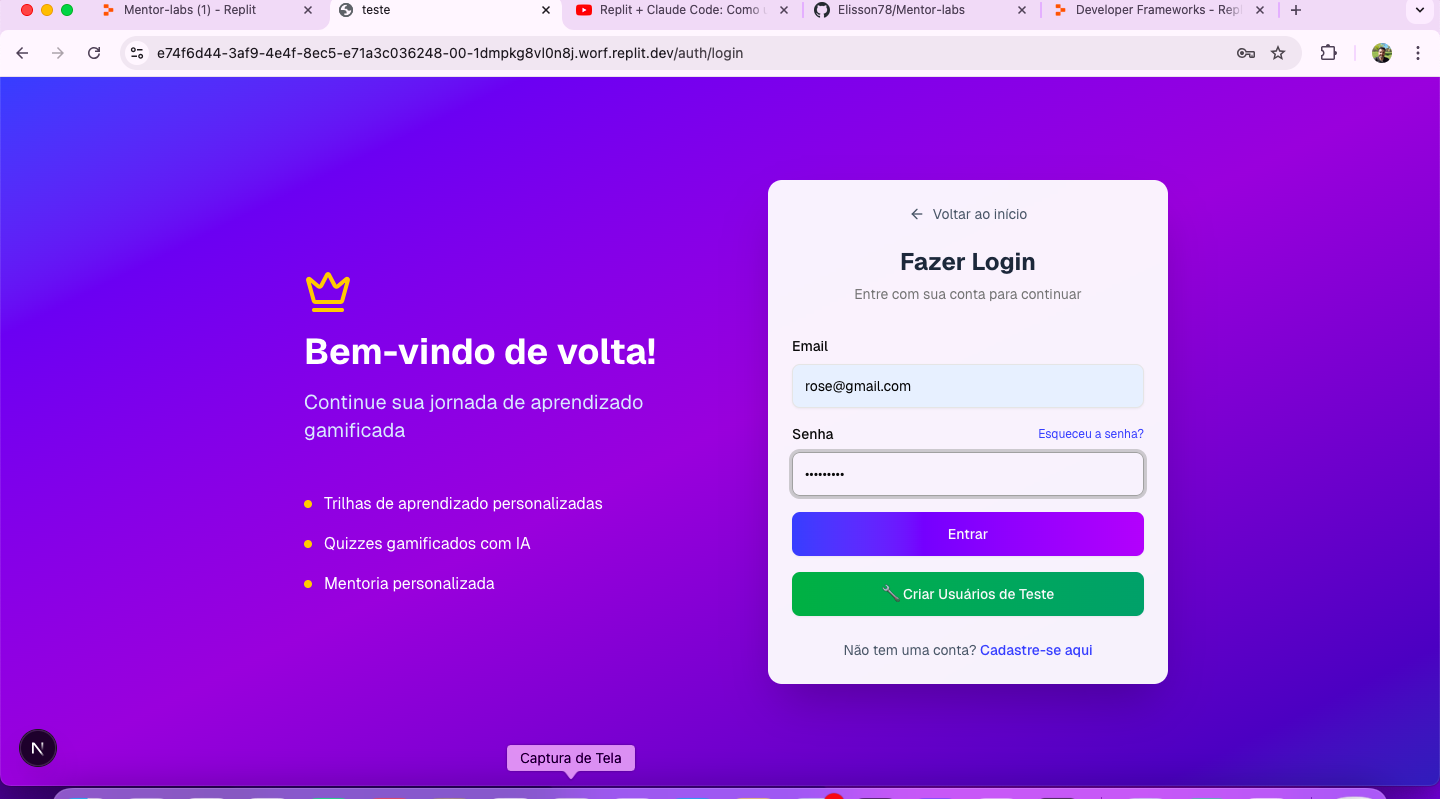 Mentor-labs (1) - Replit
teste
Replit + Claude Code: Como
Elisson78/Mentor-labs
Developer Frameworks - Repl
e74f6d44-3af9-4e4f-8ec5-e71a3c036248-00-1dmpkg8vl0n8j.worf.replit.dev/auth/login
Bem-vindo de volta!
Continue sua jornada de aprendizado
gamificada
Trilhas de aprendizado personalizadas
Quizzes gamificados com IA
Mentoria personalizada
Voltar ao início
Fazer Login
Entre com sua conta para continuar
Email
rose@gmail.com
Senha
Esqueceu a senha?
Entrar
Criar Usuários de Teste
Não tem uma conta? Cadastre-se aqui
N
Captura de Tela